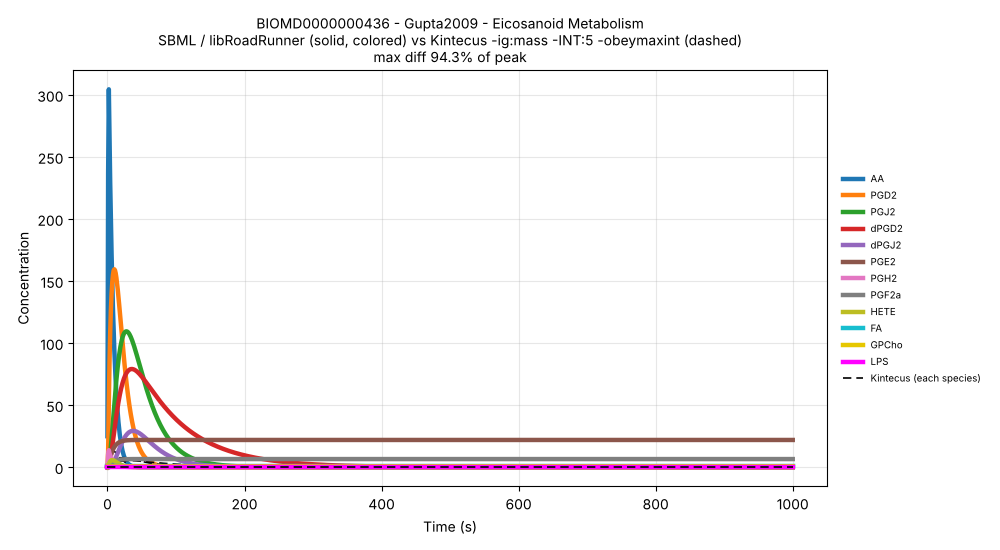 BIOMD0000000436 - Gupta2009 - Eicosanoid Metabolism
SBML / libRoadRunner (solid, colored) vs Kintecus -ig:mass -INT:5 -obeymaxint (dashed)
max diff 94.3% of peak
300
250
200
150
100
50
0
Concentration
0
200
400
600
800
1000
Time (s)
AA
PGD2
PGJ2
dPGD2
dPGJ2
PGE2
PGH2
PGF2a
HETE
FA
GPCho
LPS
Kintecus (each species)